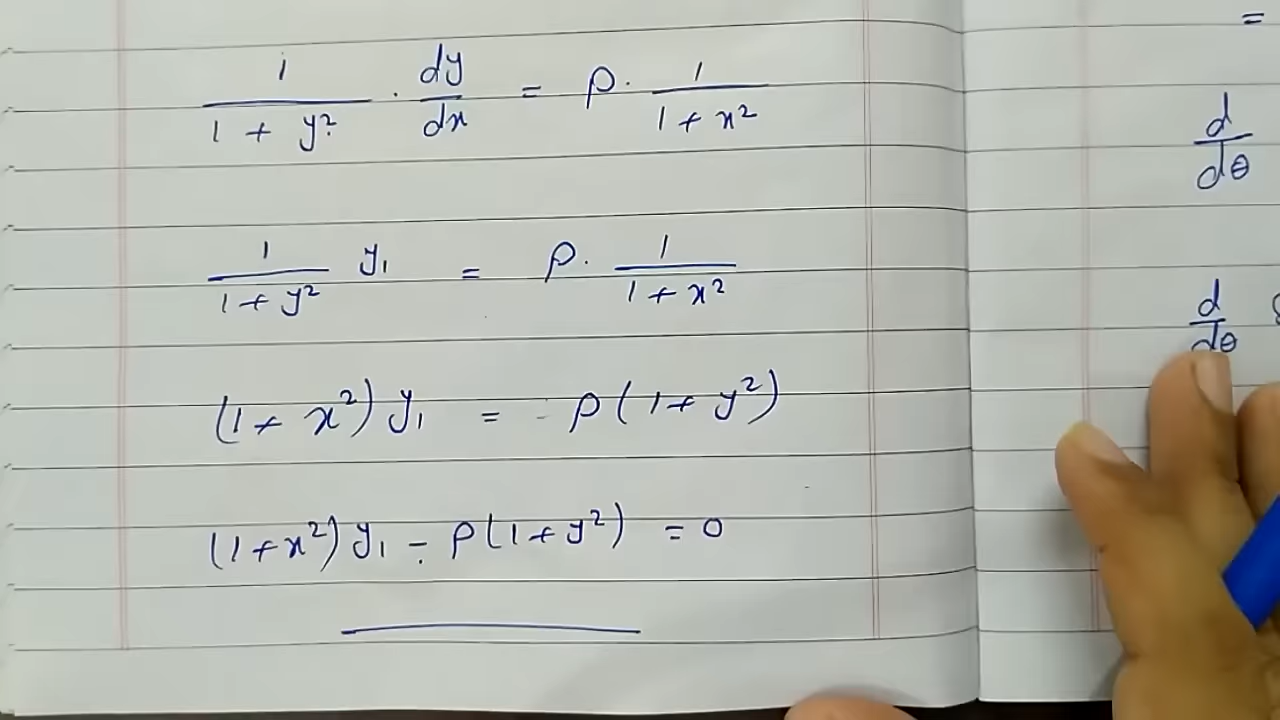 1/(1 + y²) · dy/dx = p · 1/(1 + x²)
1/(1 + y²) y₁ = p · 1/(1 + x²)
(1 + x²) y₁ = p(1 + y²)
(1 + x²) y₁ - p(1 + y²) = 0
=
d/dθ
d/dθ